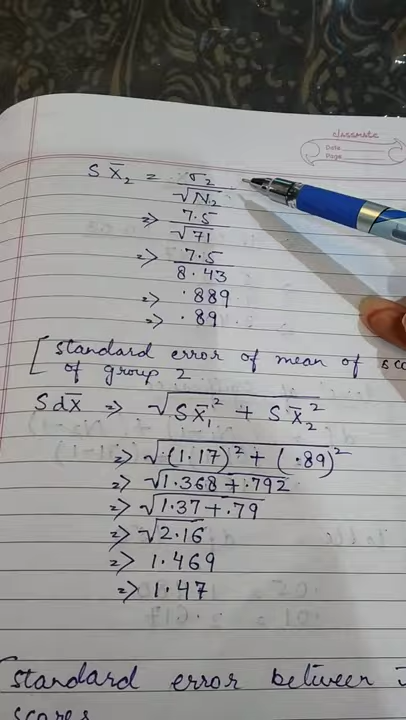 classmate
Date
Page
S X̄₂ = σ₂/√N₂
=> 7.5/√71
=> 7.5/8.43
=> .889
=> .89
[standard error of mean of sco
of group 2
Sdx̄ => √SX̄₁² + SX̄₂²
=> √(1.17)² + (.89)²
=> √1.368 + .792
=> √1.37 + .79
=> √2.16
=> 1.469
=> 1.47
[standard error between
scores